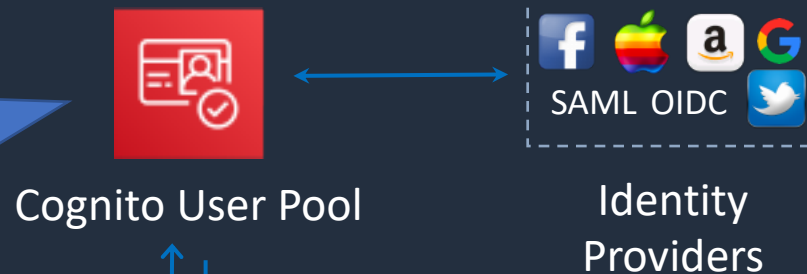 SAML OIDC
Cognito User Pool
Identity
Providers